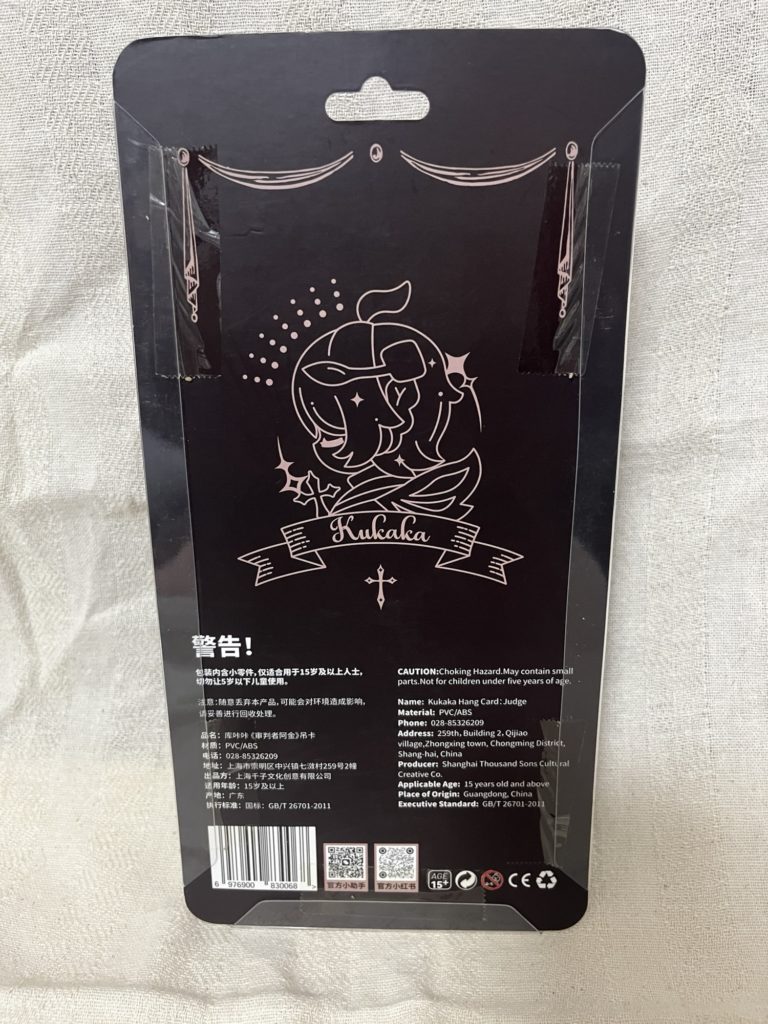 Kukaka
警告!
包装内含小零件,仅适合用于15岁及以上人士,
切勿让5岁以下儿童使用。
注意:随意丢弃本产品,可能会对环境造成影响,
请妥善进行回收处理。
品名: 库咔咔《审判者阿金》吊卡
材质: PVC/ABS
电话: 028-85326209
地址: 上海市崇明区中兴镇七滧村259号2幢
出品方: 上海千子文化创意有限公司
适用年龄: 15岁及以上
产地: 广东
执行标准: 国标: GB/T 26701-2011
CAUTION:Choking Hazard.May contain small
parts.Not for children under five years of age.
Name: Kukaka Hang Card: Judge
Material: PVC/ABS
Phone: 028-85326209
Address: 259th, Building 2, Qijiao
village,Zhongxing town, Chongming District,
Shang-hai, China
Producer: Shanghai Thousand Sons Cultural
Creative Co.
Applicable Age: 15 years old and above
Place of Origin: Guangdong, China
Executive Standard: GB/T 26701-2011
6 976900 830068 >
官方小助手
官方小红书
AGE
15+
CE